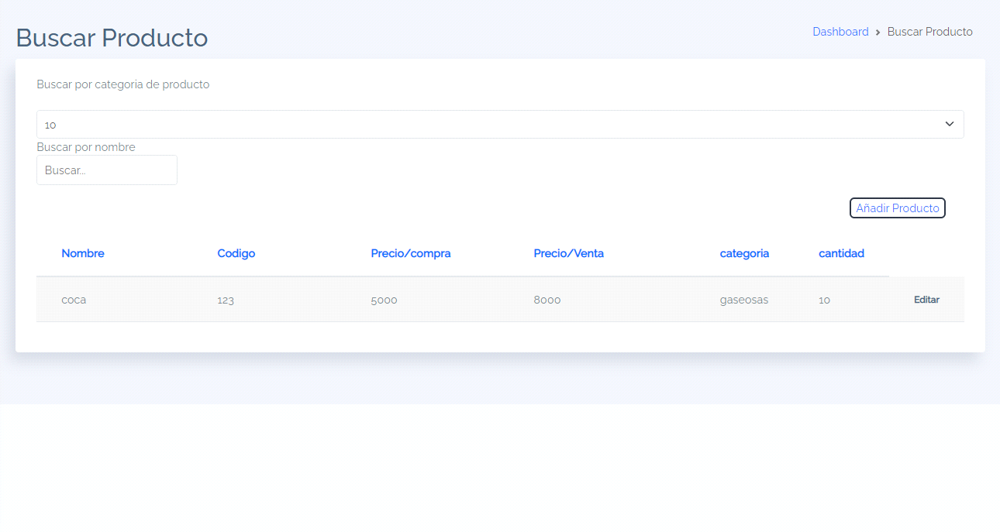 Buscar Producto
Dashboard › Buscar Producto
Buscar por categoria de producto
10
Buscar por nombre
Buscar...
Añadir Producto
Nombre Codigo Precio/compra Precio/Venta categoria cantidad
coca 123 5000 8000 gaseosas 10 Editar